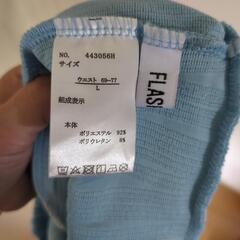 NO. 443056H
サイズ
ウエスト 69-77
L
組成表示
本体
ポリエステル 92%
ポリウレタン 8%
FLAS